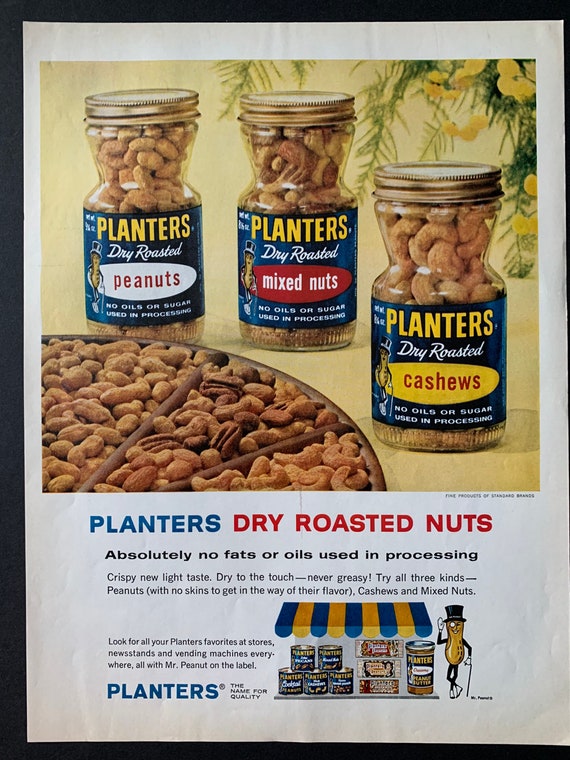 PLANTERS
Dry Roasted
peanuts
NO OILS OR SUGAR
USED IN PROCESSING
PLANTERS
Dry Roasted
mixed nuts
NO OILS OR SUGAR
USED IN PROCESSING
PLANTERS
Dry Roasted
cashews
NO OILS OR SUGAR
USED IN PROCESSING
FINE PRODUCTS OF STANDARD BRANDS
PLANTERS DRY ROASTED NUTS
Absolutely no fats or oils used in processing
Crispy new light taste. Dry to the touch—never greasy! Try all three kinds—
Peanuts (with no skins to get in the way of their flavor), Cashews and Mixed Nuts.
Look for all your Planters favorites at stores,
newsstands and vending machines every-
where, all with Mr. Peanut on the label.
PLANTERS® THE NAME FOR QUALITY
PLANTERS
PEANUT
BUTTER
Mr. Peanut®